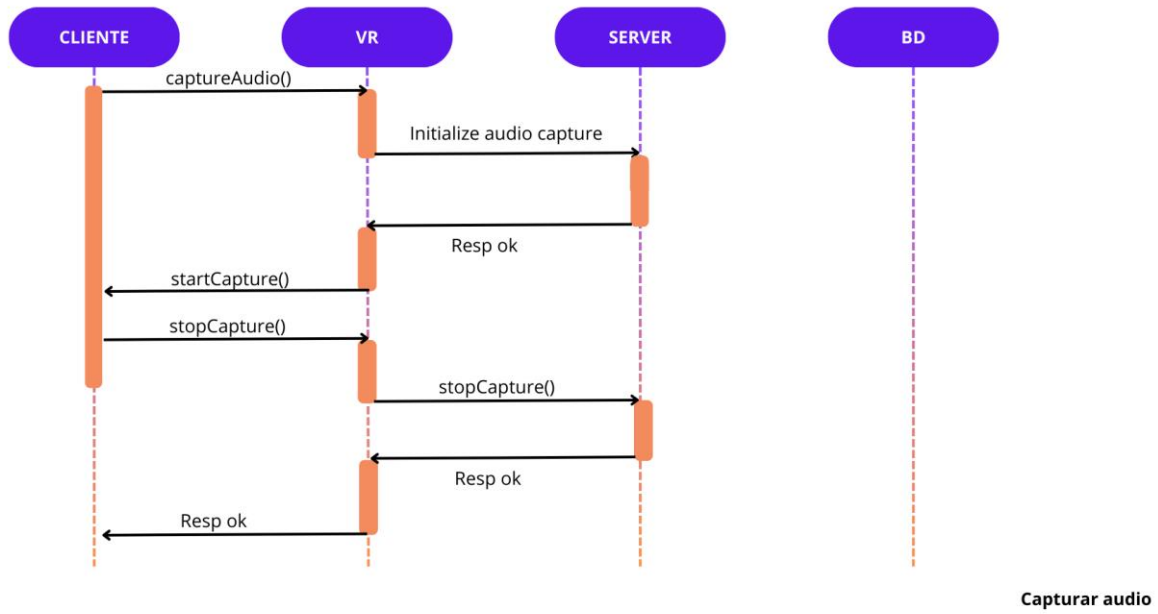 CLIENTE
VR
SERVER
BD
captureAudio()
Initialize audio capture
Resp ok
startCapture()
stopCapture()
stopCapture()
Resp ok
Resp ok
Capturar audio